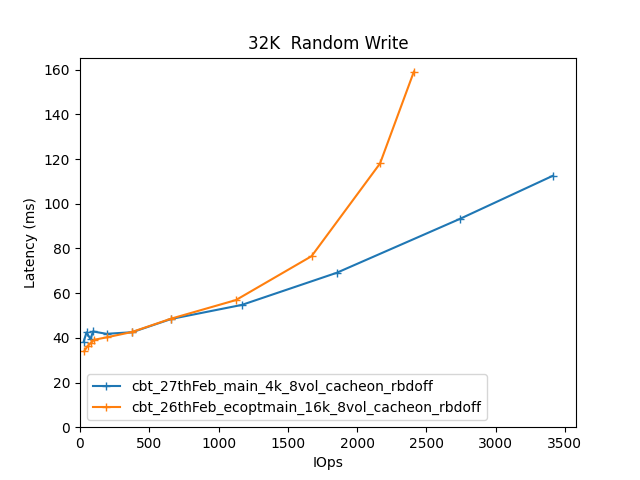 32K  Random Write
Latency (ms)
160
140
120
100
80
60
40
20
0
cbt_27thFeb_main_4k_8vol_cacheon_rbdoff
cbt_26thFeb_ecoptmain_16k_8vol_cacheon_rbdoff
0 500 1000 1500 2000 2500 3000 3500
IOps